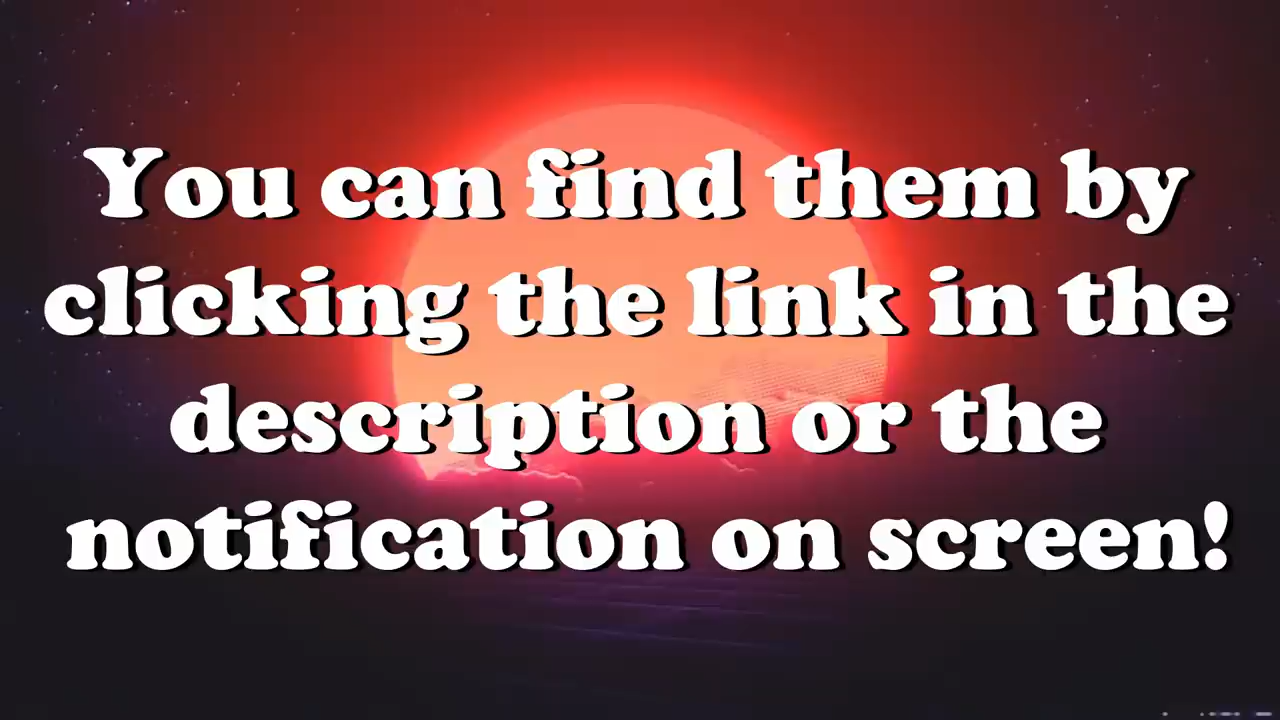 You can find them by
clicking the link in the
description or the
notification on screen!